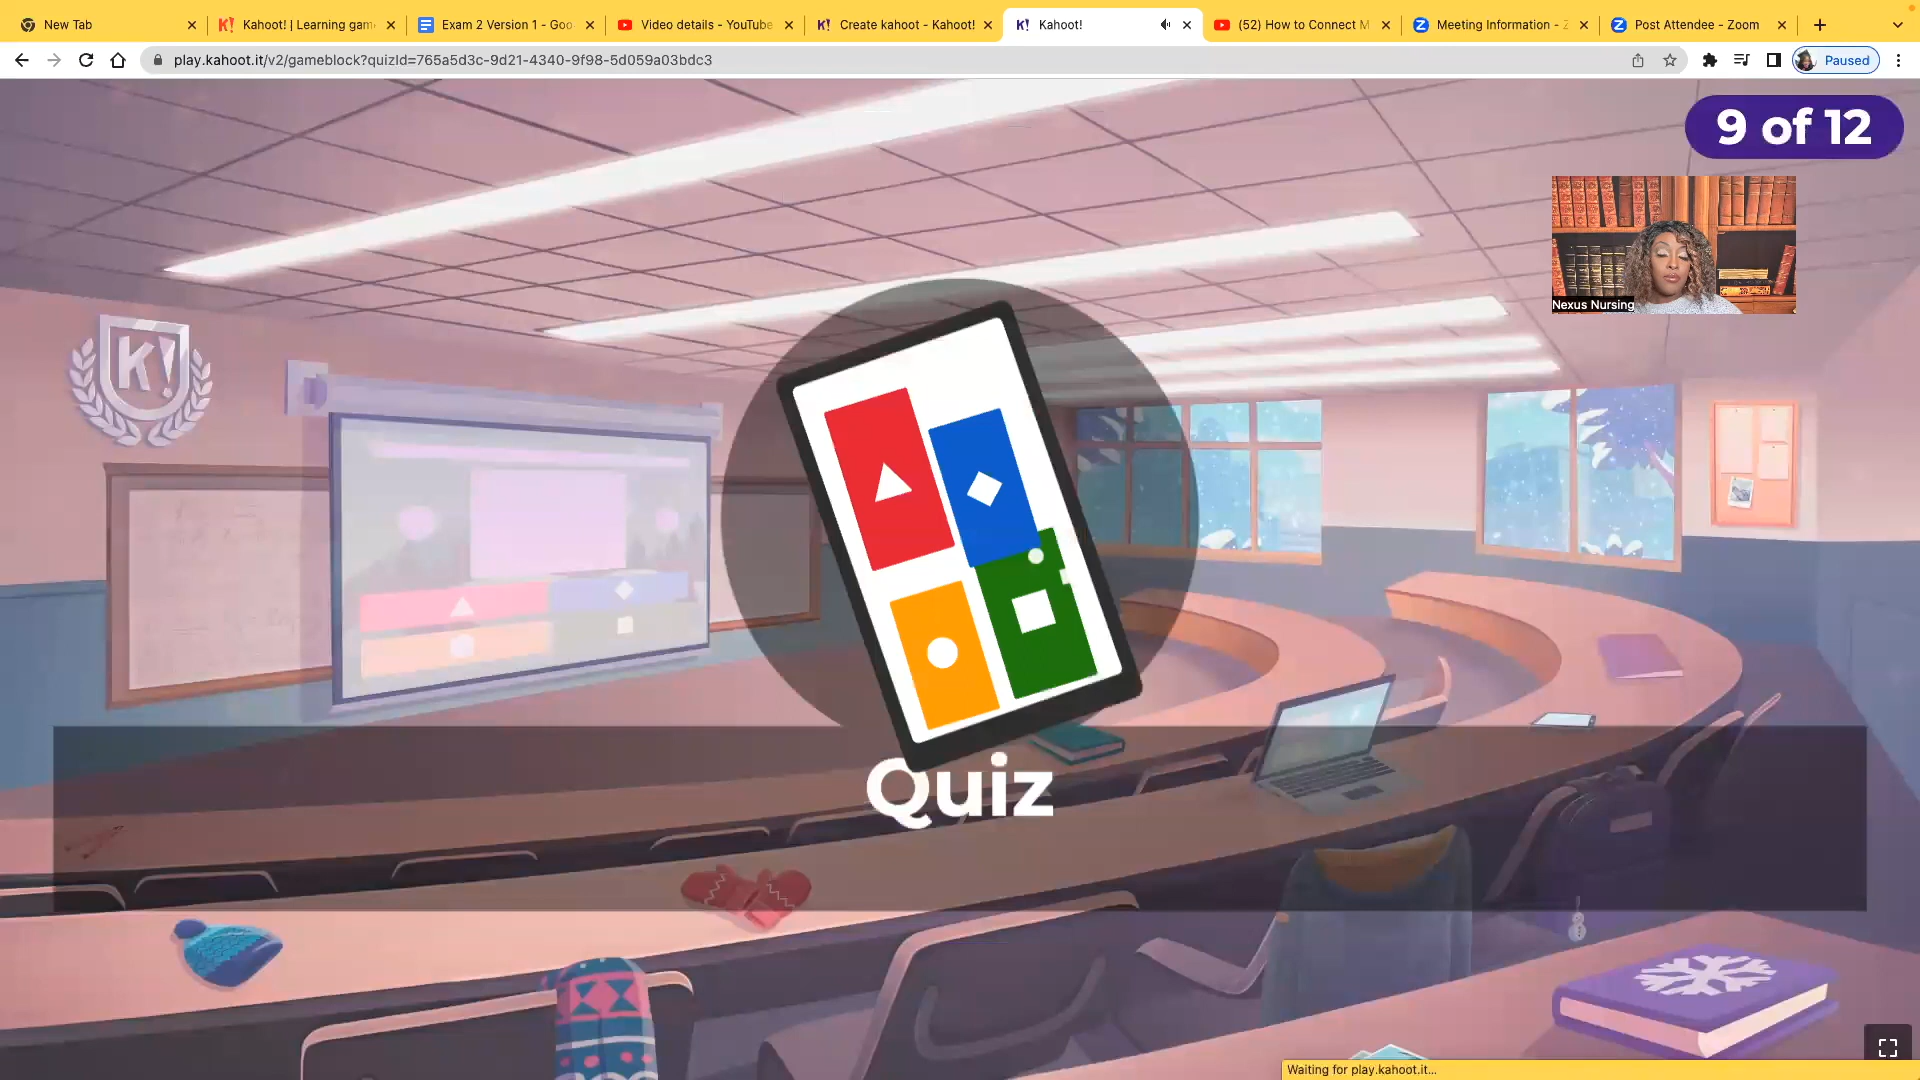 New Tab
Kahoot! | Learning gam
Exam 2 Version 1 - Goo
Video details - YouTube
Create kahoot - Kahoot!
Kahoot!
(52) How to Connect M
Meeting Information - Z
Post Attendee - Zoom
play.kahoot.it/v2/gameblock?quizId=765a5d3c-9d21-4340-9f98-5d059a03bdc3
Paused
9 of 12
Nexus Nursing
K!
Quiz
Waiting for play.kahoot.it...